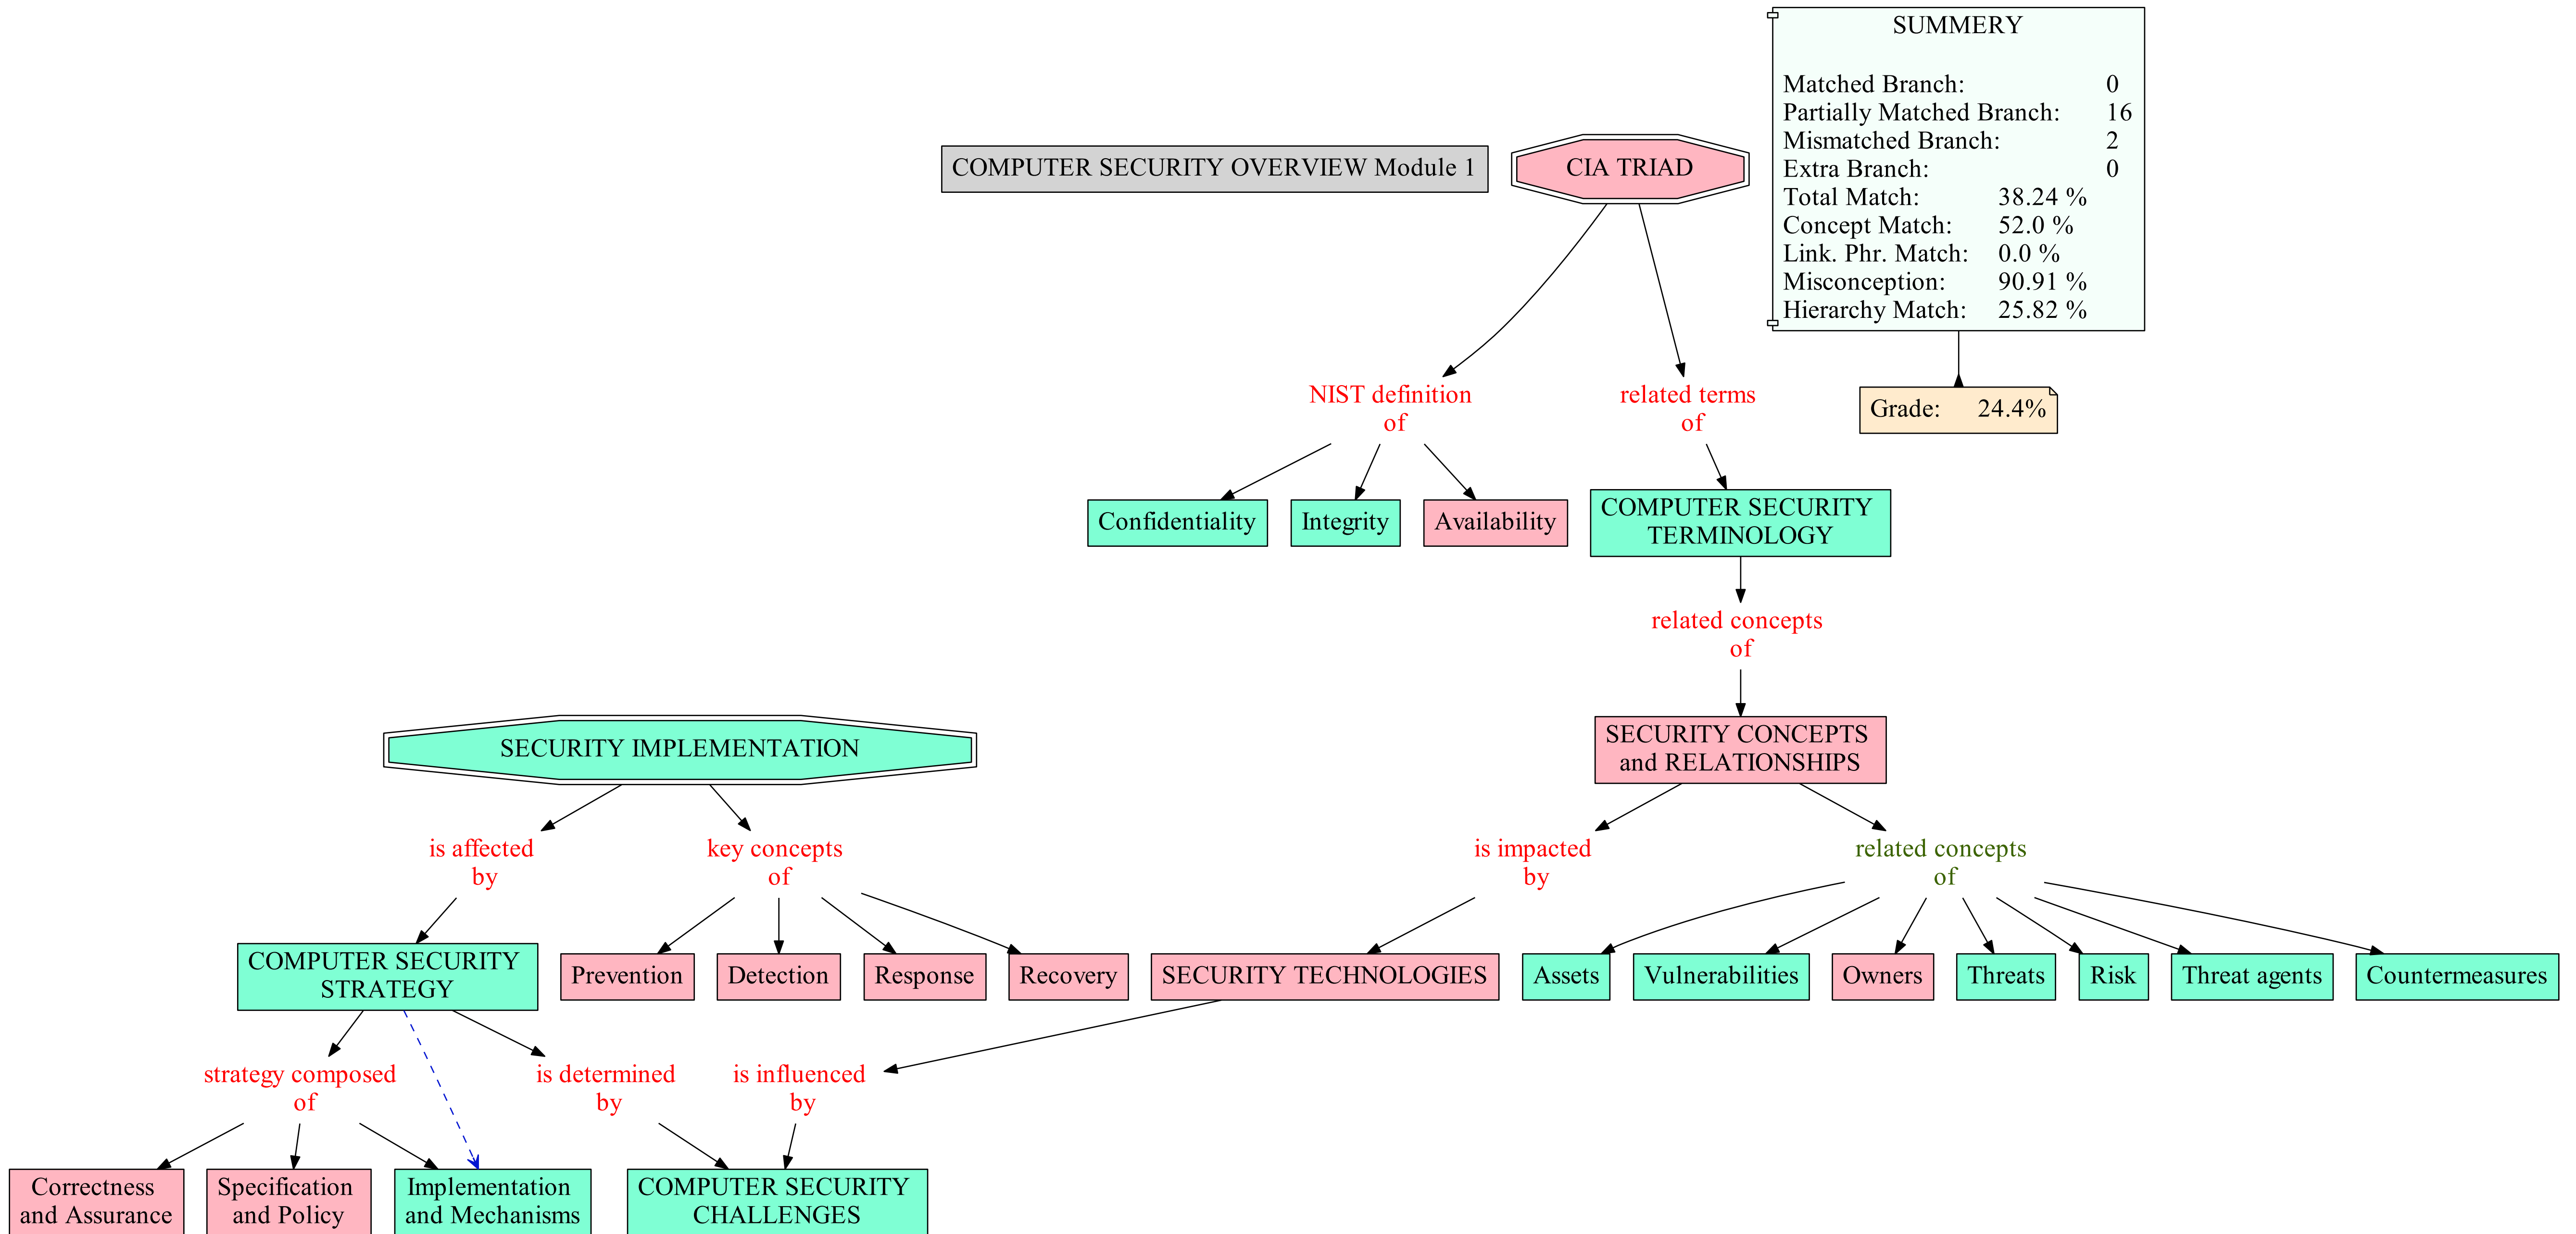 SUMMERY
Matched Branch: 0
Partially Matched Branch: 16
Mismatched Branch: 2
Extra Branch: 0
Total Match: 38.24 %
Concept Match: 52.0 %
Link. Phr. Match: 0.0 %
Misconception: 90.91 %
Hierarchy Match: 25.82 %
COMPUTER SECURITY OVERVIEW Module 1
CIA TRIAD
NIST definition
of
related terms
of
Grade: 24.4%
Confidentiality
Integrity
Availability
COMPUTER SECURITY
TERMINOLOGY
related concepts
of
SECURITY IMPLEMENTATION
SECURITY CONCEPTS
and RELATIONSHIPS
is affected
by
key concepts
of
is impacted
by
related concepts
of
COMPUTER SECURITY
STRATEGY
Prevention
Detection
Response
Recovery
SECURITY TECHNOLOGIES
Assets
Vulnerabilities
Owners
Threats
Risk
Threat agents
Countermeasures
strategy composed
of
is determined
by
is influenced
by
Correctness
and Assurance
Specification
and Policy
Implementation
and Mechanisms
COMPUTER SECURITY
CHALLENGES